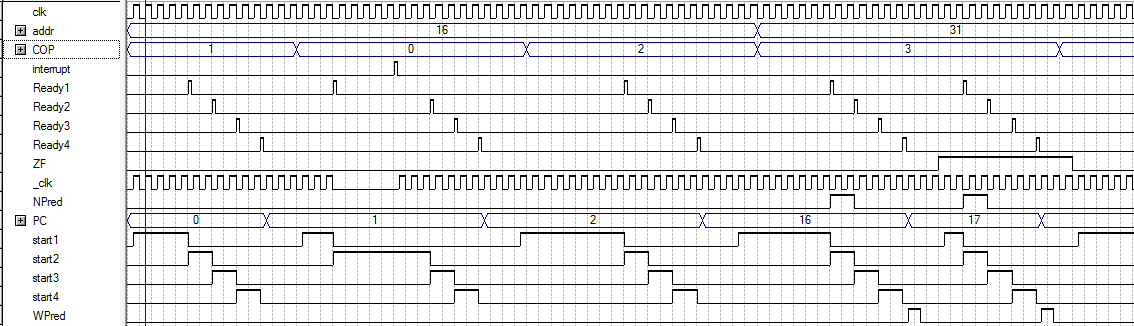 clk
addr 16 31
COP 1 0 2 3
interrupt
Ready1
Ready2
Ready3
Ready4
ZF
_clk
NPred
PC 0 1 2 16 17
start1
start2
start3
start4
WPred